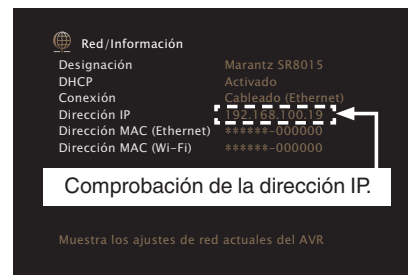 Red/Información
Designación Marantz SR8015
DHCP Activado
Conexión Cableado (Ethernet)
Dirección IP 192.168.100.19
Dirección MAC (Ethernet) ******-000000
Dirección MAC (Wi-Fi) ******-000000
Comprobación de la dirección IP.
Muestra los ajustes de red actuales del AVR